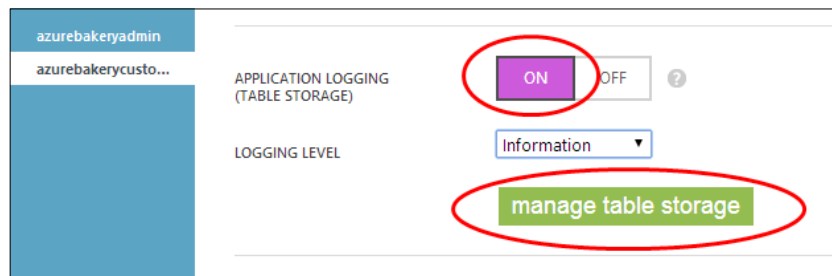 azurebakeryadmin
azurebakerycusto...
APPLICATION LOGGING
(TABLE STORAGE)
ON
OFF
?
LOGGING LEVEL
Information
manage table storage